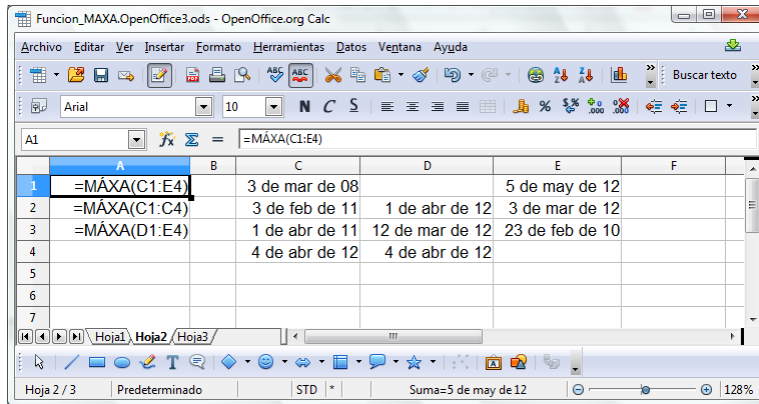 Funcion_MAXA.OpenOffice3.ods - OpenOffice.org Calc
Archivo Editar Ver Insertar Formato Herramientas Datos Ventana Ayuda
ABC ABC Buscar texto
Arial 10 N C S
A1 = =MÁXA(C1:E4)
A B C D E F
1 =MÁXA(C1:E4) 3 de mar de 08 5 de may de 12
2 =MÁXA(C1:C4) 3 de feb de 11 1 de abr de 12 3 de mar de 12
3 =MÁXA(D1:E4) 1 de abr de 11 12 de mar de 12 23 de feb de 10
4 4 de abr de 12 4 de abr de 12
5
6
7
Hoja1 Hoja2 Hoja3
Hoja 2 / 3 Predeterminado STD * Suma=5 de may de 12 128%